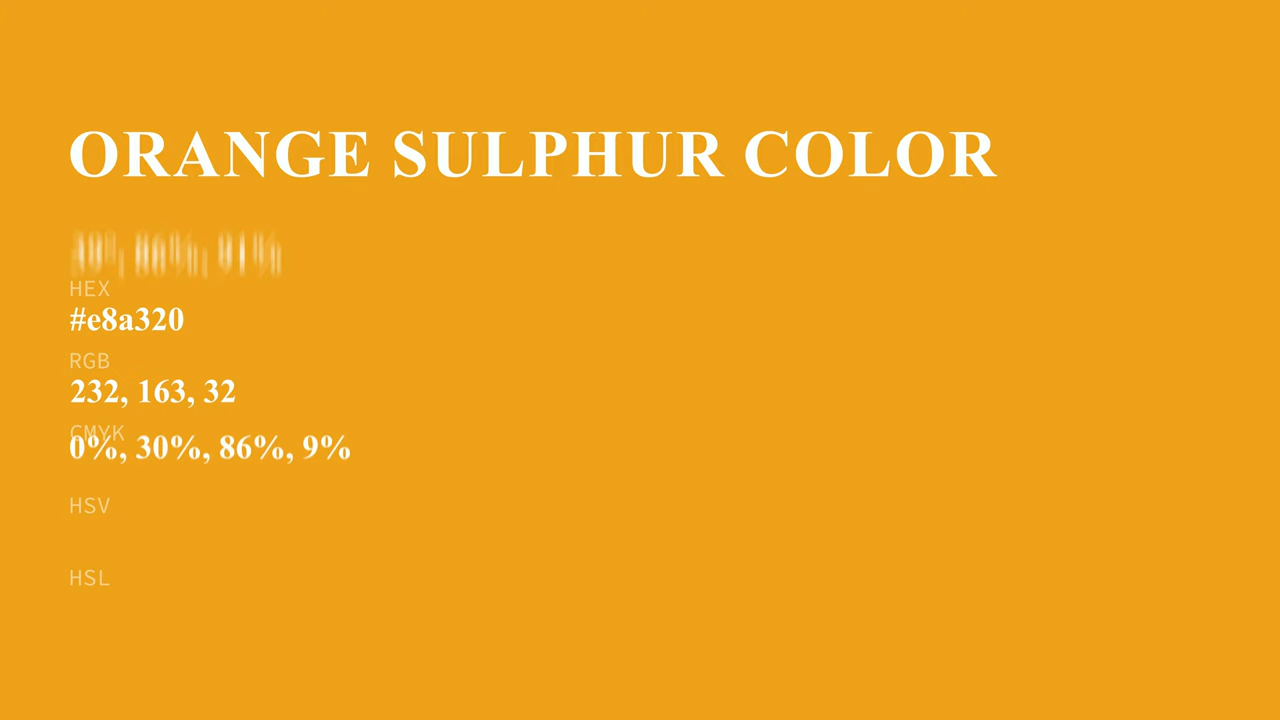 ORANGE SULPHUR COLOR
HEX
#e8a320
RGB
232, 163, 32
CMYK
0%, 30%, 86%, 9%
HSV
HSL